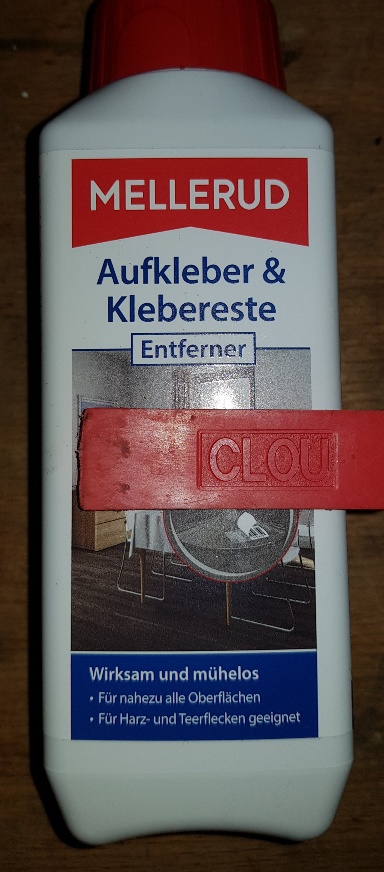 MELLERUD
Aufkleber &
Klebereste
Entferner
CLOU
Wirksam und mühelos
• Für nahezu alle Oberflächen
• Für Harz- und Teerflecken geeignet